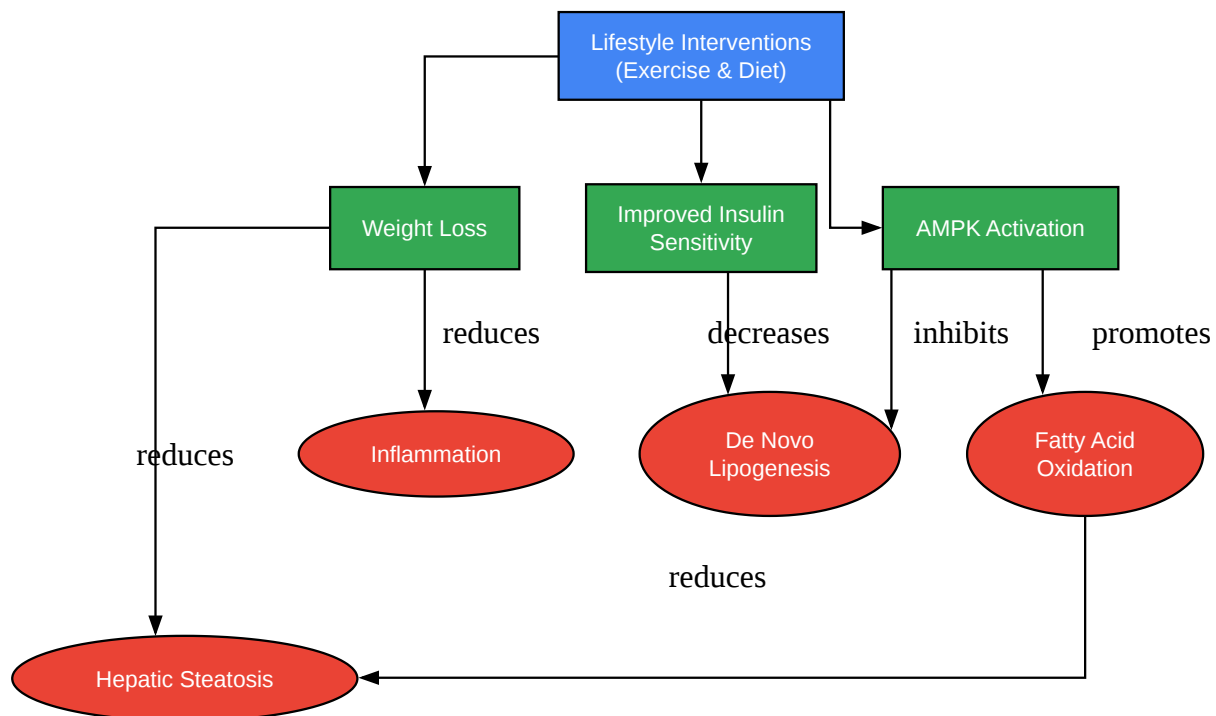 Lifestyle Interventions
(Exercise & Diet)
Weight Loss
Improved Insulin
Sensitivity
AMPK Activation
reduces
decreases
inhibits
promotes
reduces
Inflammation
De Novo
Lipogenesis
Fatty Acid
Oxidation
reduces
Hepatic Steatosis